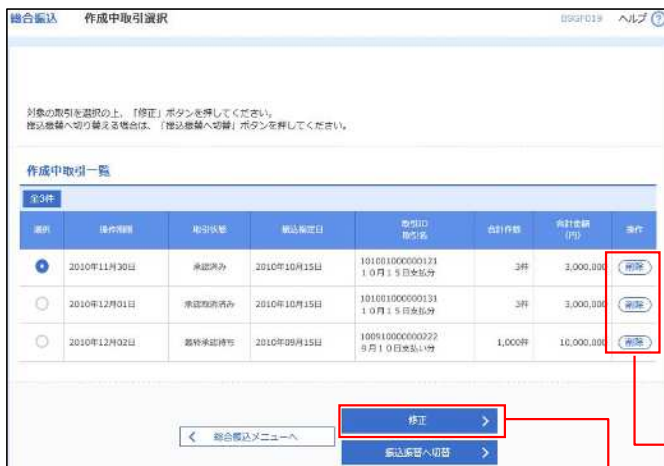 総合振込 作成中取引選択 BSGF019 ヘルプ ?
対象の取引を選択の上、「修正」ボタンを押してください。
振込振替へ切り替える場合は、「振込振替へ切替」ボタンを押してください。
作成中取引一覧
全3件
選択 操作期限 取引状態 振込指定日 取引ID 合計件数 合計金額 操作
取引名 (円)
2010年11月30日 承認済み 2010年10月15日 101001000000121 3件 3,000,000 削除
10月15日支払分
2010年12月01日 2010年10月15日 101001000000131 3件 3,000,000 削除
10月15日支払分
2010年12月02日 最終承認待ち 2010年09月15日 100910000000222 1,000件 10,000,000 削除
9月10日支払い分
修正
総合振込メニューへ
振込振替へ切替